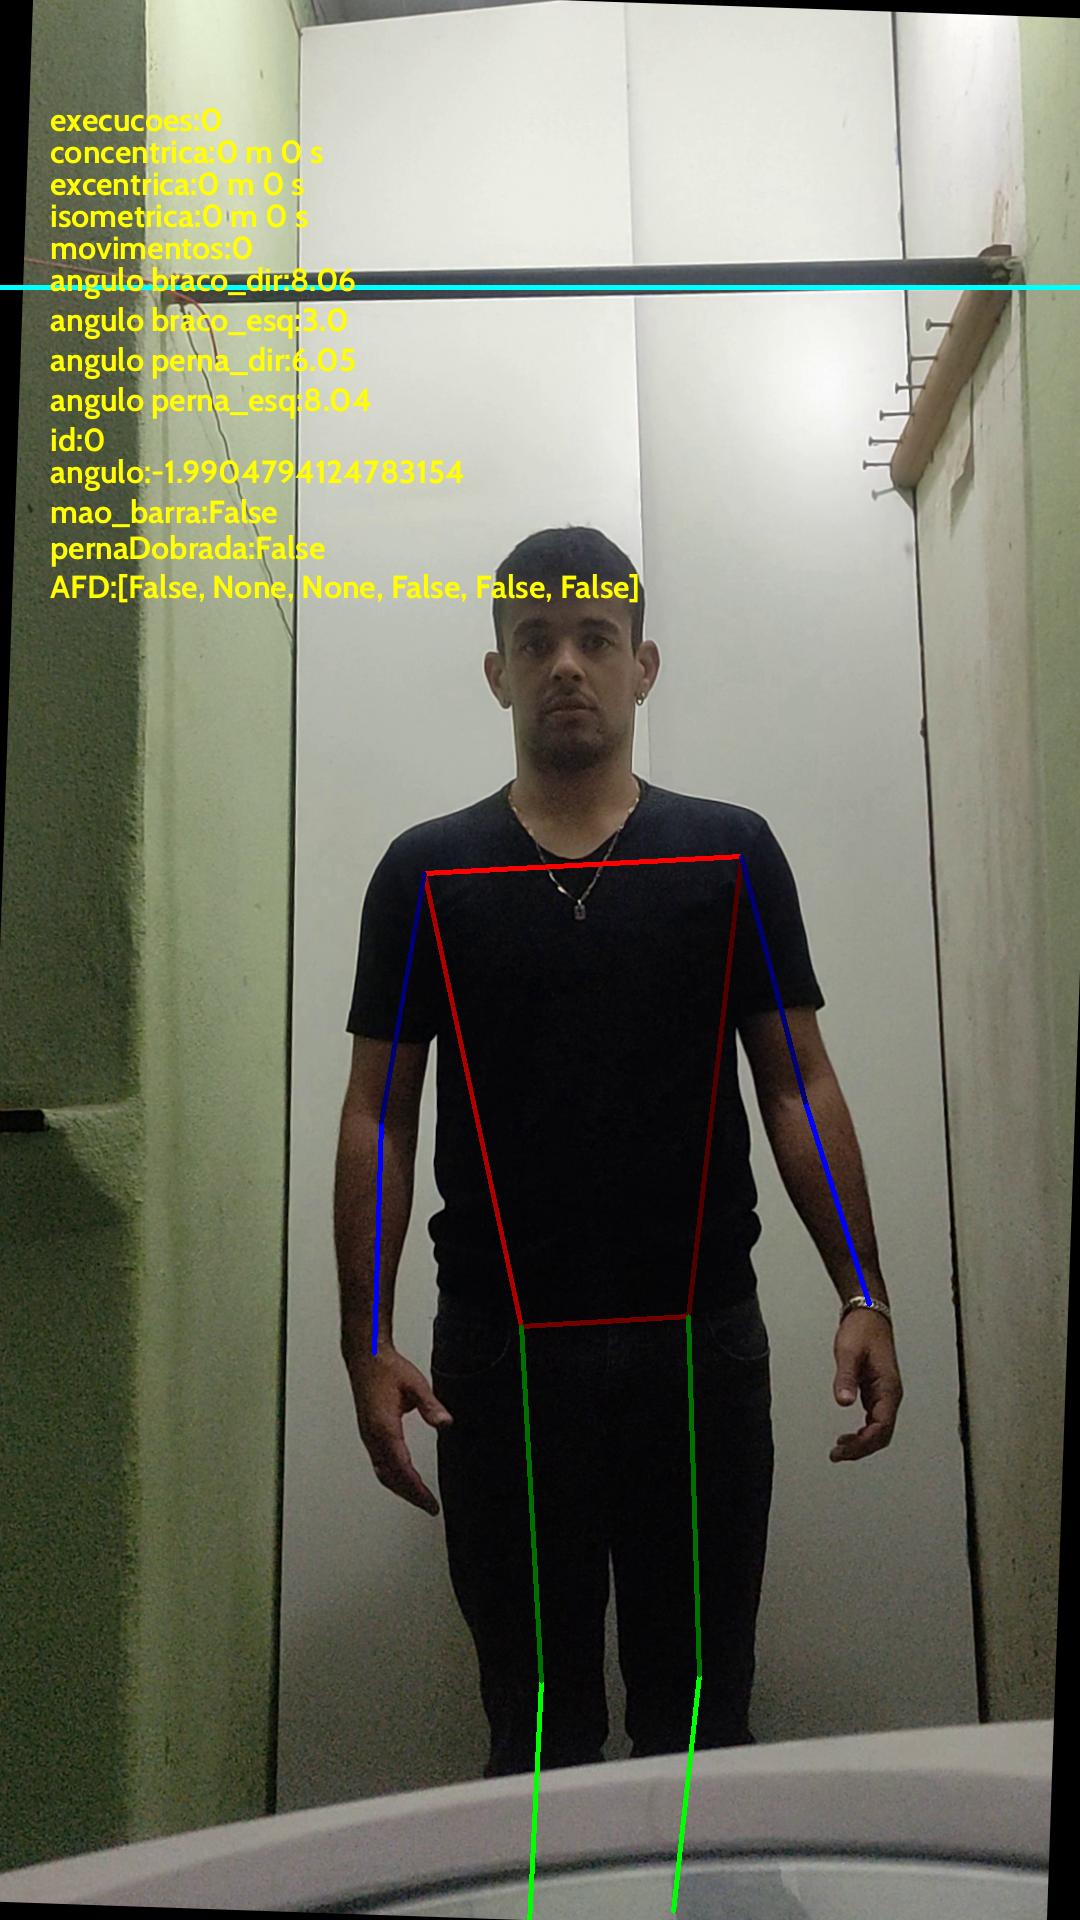 execucoes:0
concentrica:0 m 0 s
excentrica:0 m 0 s
isometrica:0 m 0 s
movimentos:0
angulo braco_dir:8.06
angulo braco_esq:3.0
angulo perna_dir:6.05
angulo perna_esq:8.04
id:0
angulo:-1.9904794124783154
mao_barra:False
pernaDobrada:False
AFD:[False, None, None, False, False, False]